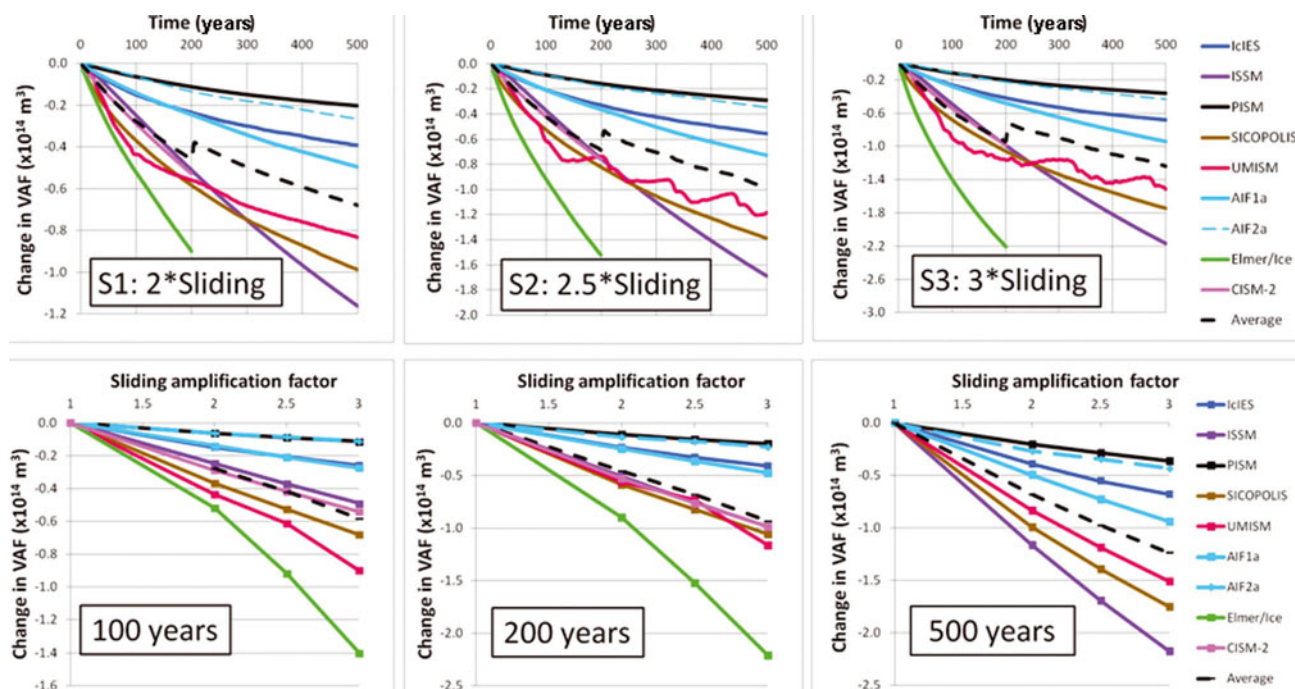 Time (years)
0 100 200 300 400 500
0.0
-0.2
-0.4
-0.6
-0.8
-1.0
-1.2
Change in VAF (x10¹⁴ m³)
S1: 2*Sliding
Time (years)
0 100 200 300 400 500
0.0
-0.2
-0.4
-0.6
-0.8
-1.0
-1.2
-1.4
-1.6
-1.8
-2.0
Change in VAF (x10¹⁴ m³)
S2: 2.5*Sliding
Time (years)
0 100 200 300 400 500
-0.2
-0.6
-1.0
-1.4
-1.8
-2.2
-2.6
-3.0
Change in VAF (x10¹⁴ m³)
S3: 3*Sliding
IcIES
ISSM
PISM
SICOPOLIS
UMISM
AIF1a
AIF2a
Elmer/Ice
CISM-2
Average
Sliding amplification factor
1 1.5 2 2.5 3
0.0
-0.2
-0.4
-0.6
-0.8
-1.0
-1.2
-1.4
-1.6
Change in VAF (x10¹⁴ m³)
100 years
Sliding amplification factor
1 1.5 2 2.5 3
0.0
-0.5
-1.0
-1.5
-2.0
-2.5
Change in VAF (x10¹⁴ m³)
200 years
Sliding amplification factor
1 1.5 2 2.5 3
0.0
-0.5
-1.0
-1.5
-2.0
-2.5
Change in VAF (x10¹⁴ m³)
500 years
IcIES
ISSM
PISM
SICOPOLIS
UMISM
AIF1a
AIF2a
Elmer/Ice
CISM-2
Average